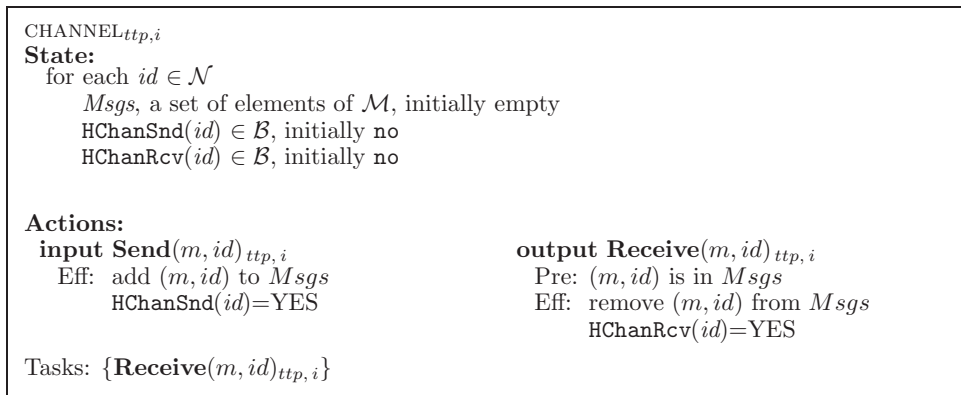 CHANNEL_{ttp,i}
State:
for each id ∈ 𝒩
Msgs, a set of elements of ℳ, initially empty
HChanSnd(id) ∈ ℬ, initially no
HChanRcv(id) ∈ ℬ, initially no
Actions:
input Send(m, id)_{ttp, i}
Eff: add (m, id) to Msgs
HChanSnd(id)=YES
output Receive(m, id)_{ttp, i}
Pre: (m, id) is in Msgs
Eff: remove (m, id) from Msgs
HChanRcv(id)=YES
Tasks: {Receive(m, id)_{ttp, i}}